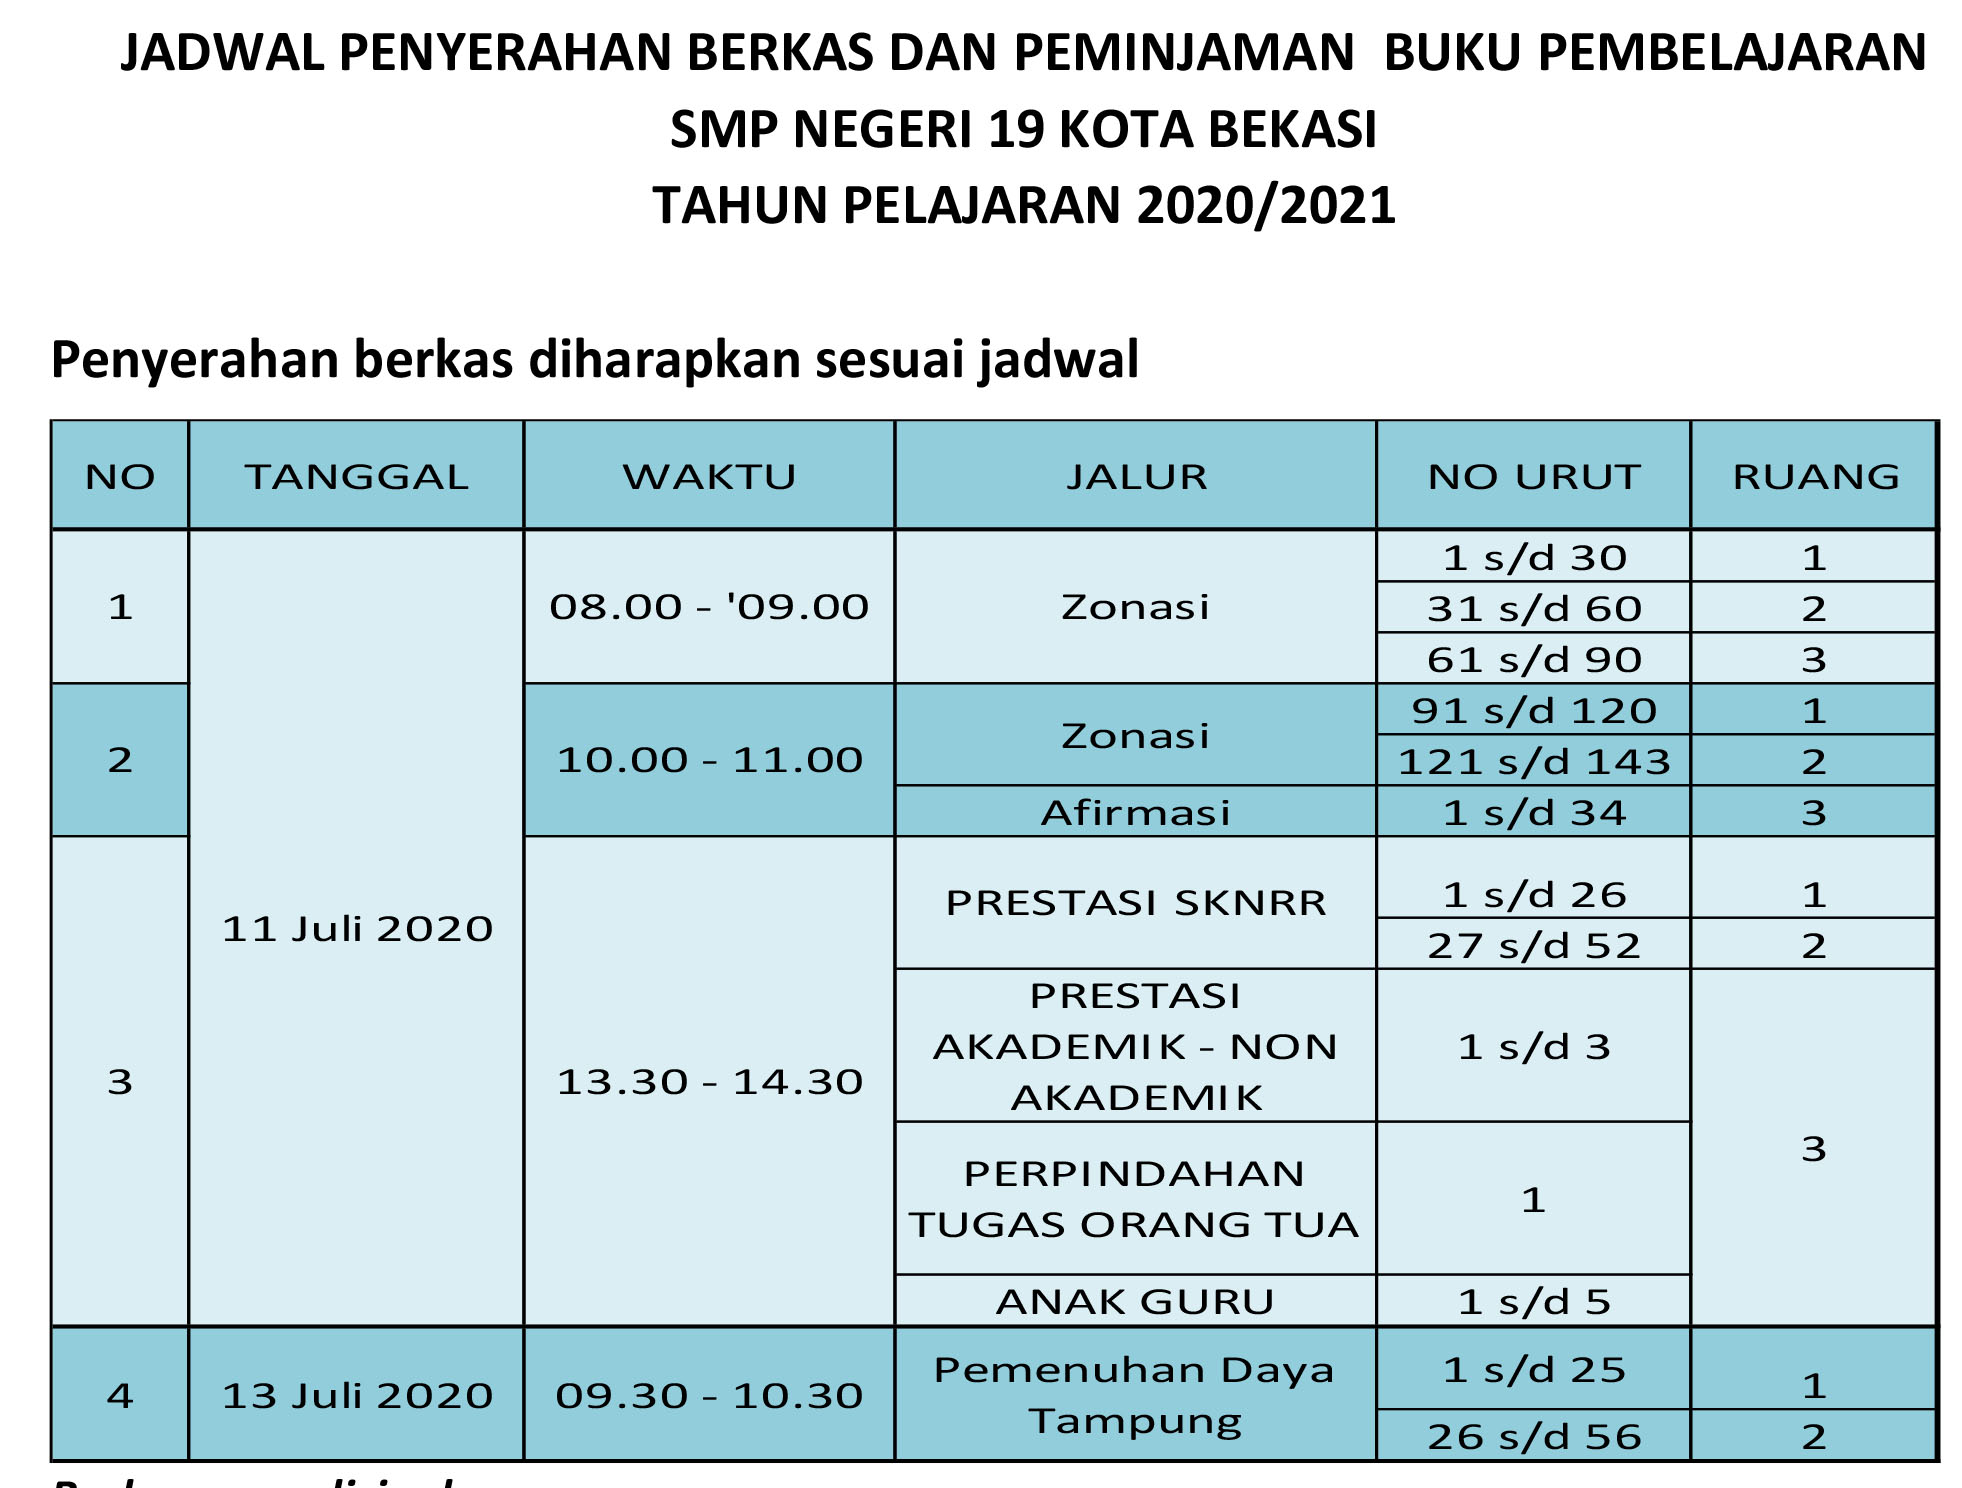 JADWAL PENYERAHAN BERKAS DAN PEMINJAMAN BUKU PEMBELAJARAN
SMP NEGERI 19 KOTA BEKASI
TAHUN PELAJARAN 2020/2021
Penyerahan berkas diharapkan sesuai jadwal
NO TANGGAL WAKTU JALUR NO URUT RUANG
1 08.00 - '09.00 Zonasi 1 s/d 30 1
31 s/d 60 2
61 s/d 90 3
2 10.00 - 11.00 Zonasi 91 s/d 120 1
121 s/d 143 2
Afirmasi 1 s/d 34 3
11 Juli 2020
3 13.30 - 14.30 PRESTASI SKNRR 1 s/d 26 1
27 s/d 52 2
PRESTASI
AKADEMIK - NON
AKADEMIK
1 s/d 3
3
PERPINDAHAN
TUGAS ORANG TUA
1
ANAK GURU 1 s/d 5
4 13 Juli 2020 09.30 - 10.30 Pemenuhan Daya
Tampung
1 s/d 25 1
26 s/d 56 2